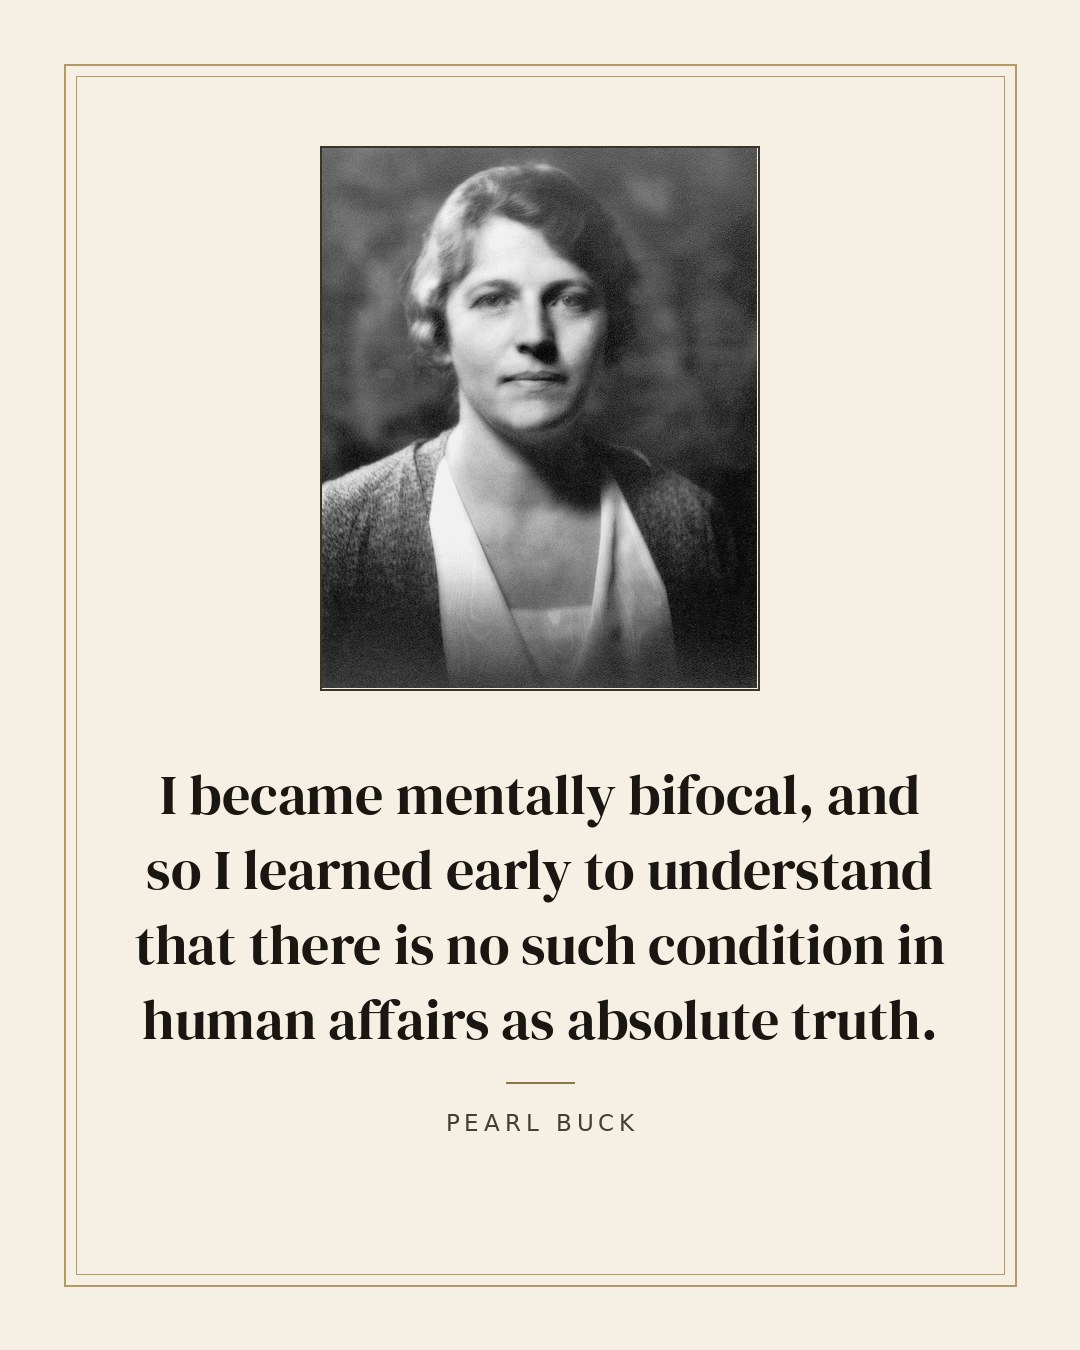 I became mentally bifocal, and
so I learned early to understand
that there is no such condition in
human affairs as absolute truth.
PEARL BUCK